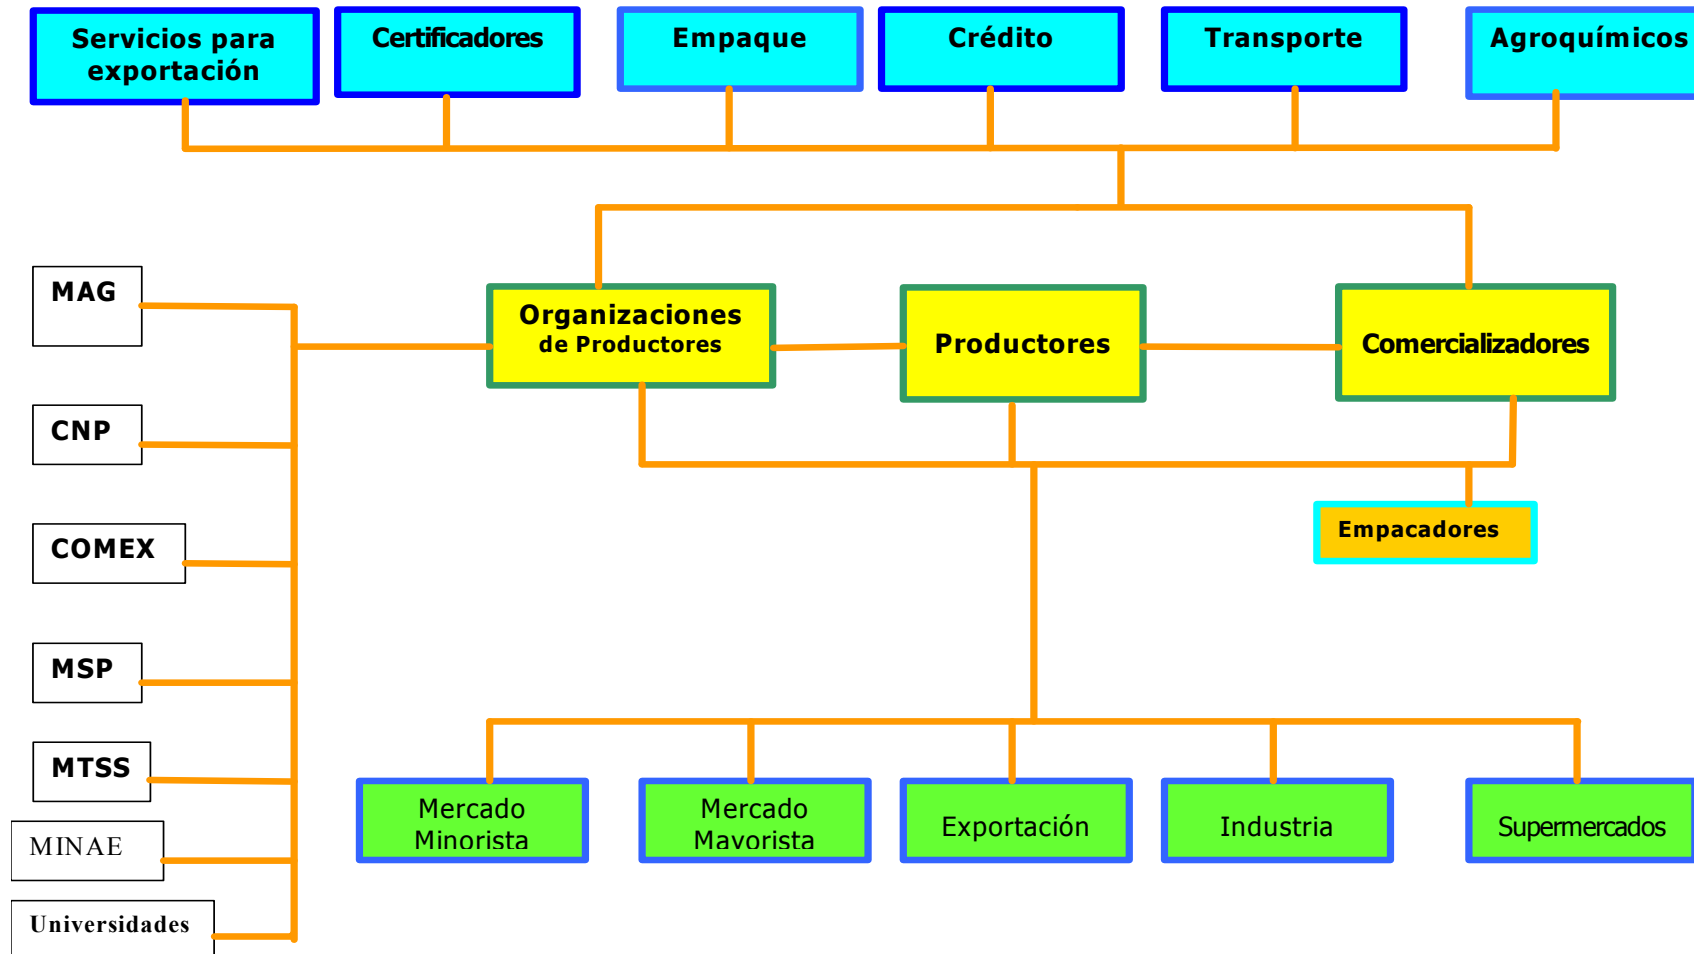 Servicios para
exportación
Certificadores
Empaque
Crédito
Transporte
Agroquímicos
MAG
Organizaciones
de Productores
Productores
Comercializadores
CNP
Empacadores
COMEX
MSP
MTSS
Mercado
Minorista
Mercado
Mayorista
Exportación
Industria
Supermercados
MINAE
Universidades